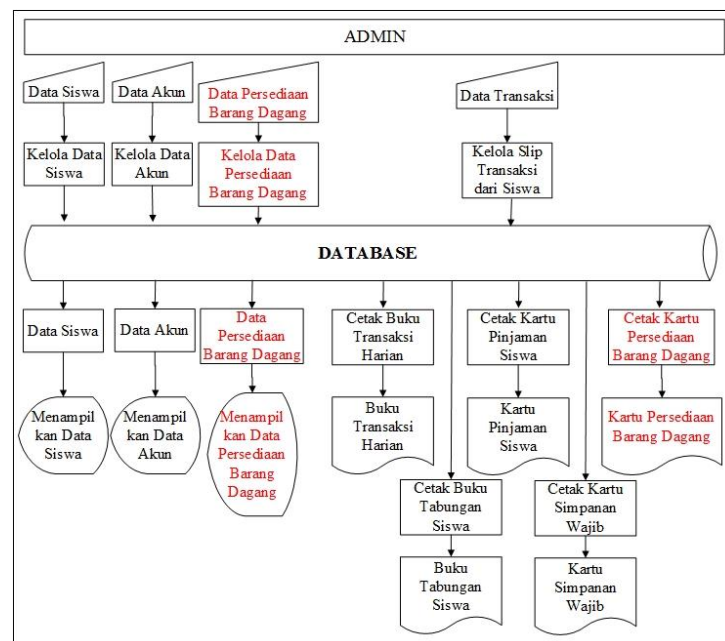 ADMIN
Data Siswa
Data Akun
Data Persediaan
Barang Dagang
Data Transaksi
Kelola Data
Siswa
Kelola Data
Akun
Kelola Data
Persediaan
Barang Dagang
Kelola Slip
Transaksi
dari Siswa
DATABASE
Data Siswa
Data Akun
Data
Persediaan
Barang Dagang
Cetak Buku
Transaksi
Harian
Cetak Kartu
Pinjaman
Siswa
Cetak Kartu
Persediaan
Barang Dagang
Menampil
kan Data
Siswa
Menampil
kan Data
Akun
Menampil
kan Data
Persediaan
Barang
Dagang
Buku
Transaksi
Harian
Kartu
Pinjaman
Siswa
Kartu Persediaan
Barang Dagang
Cetak Buku
Tabungan
Siswa
Cetak Kartu
Simpanan
Wajib
Buku
Tabungan
Siswa
Kartu
Simpanan
Wajib